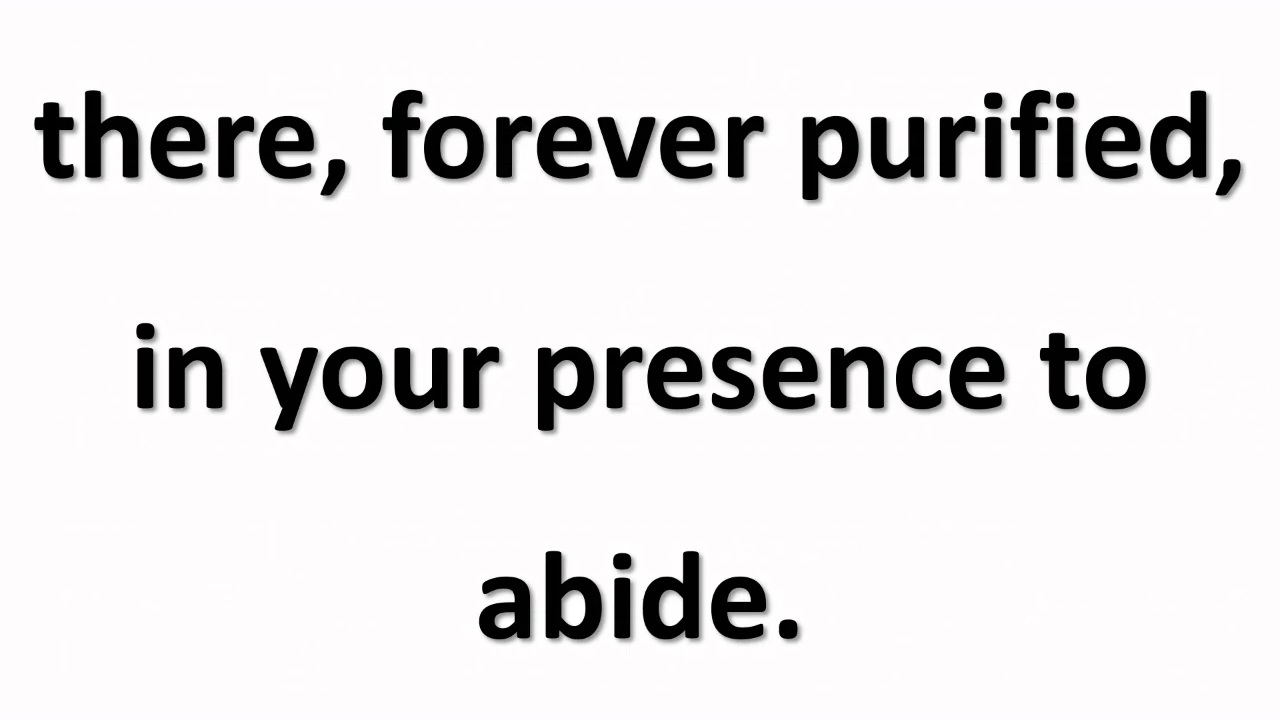 there, forever purified,
in your presence to
abide.